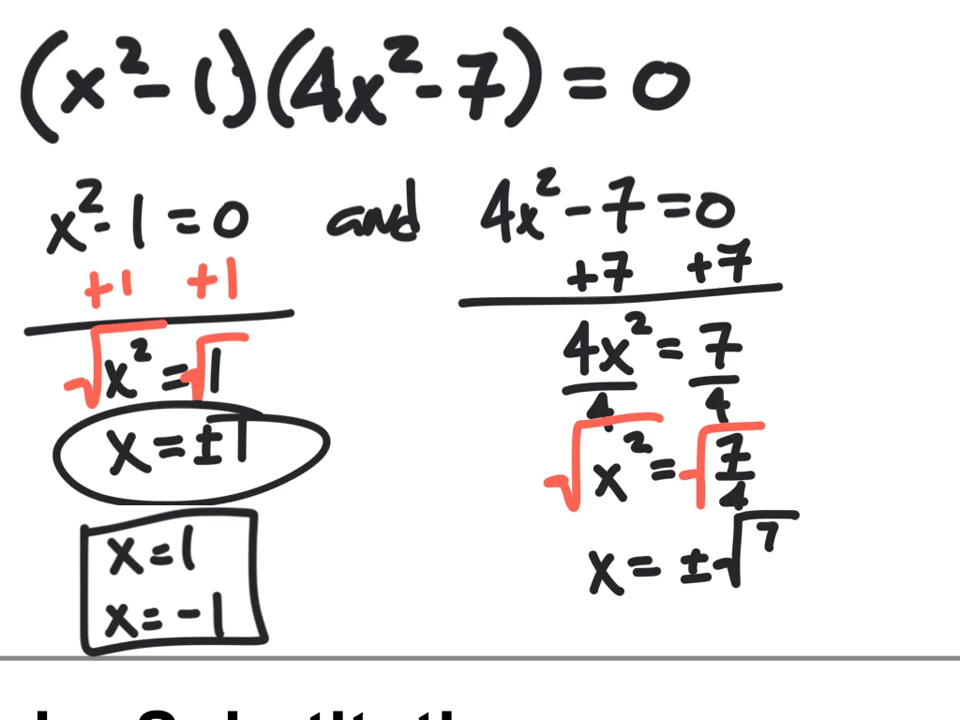 (x²-1)(4x²-7)=0
x²-1=0 and 4x²-7=0
+1 +1
+7 +7
√x²=√1
4x²=7
4 4
x=±1
√x²=√7/4
x=1
x=±√7
x=-1